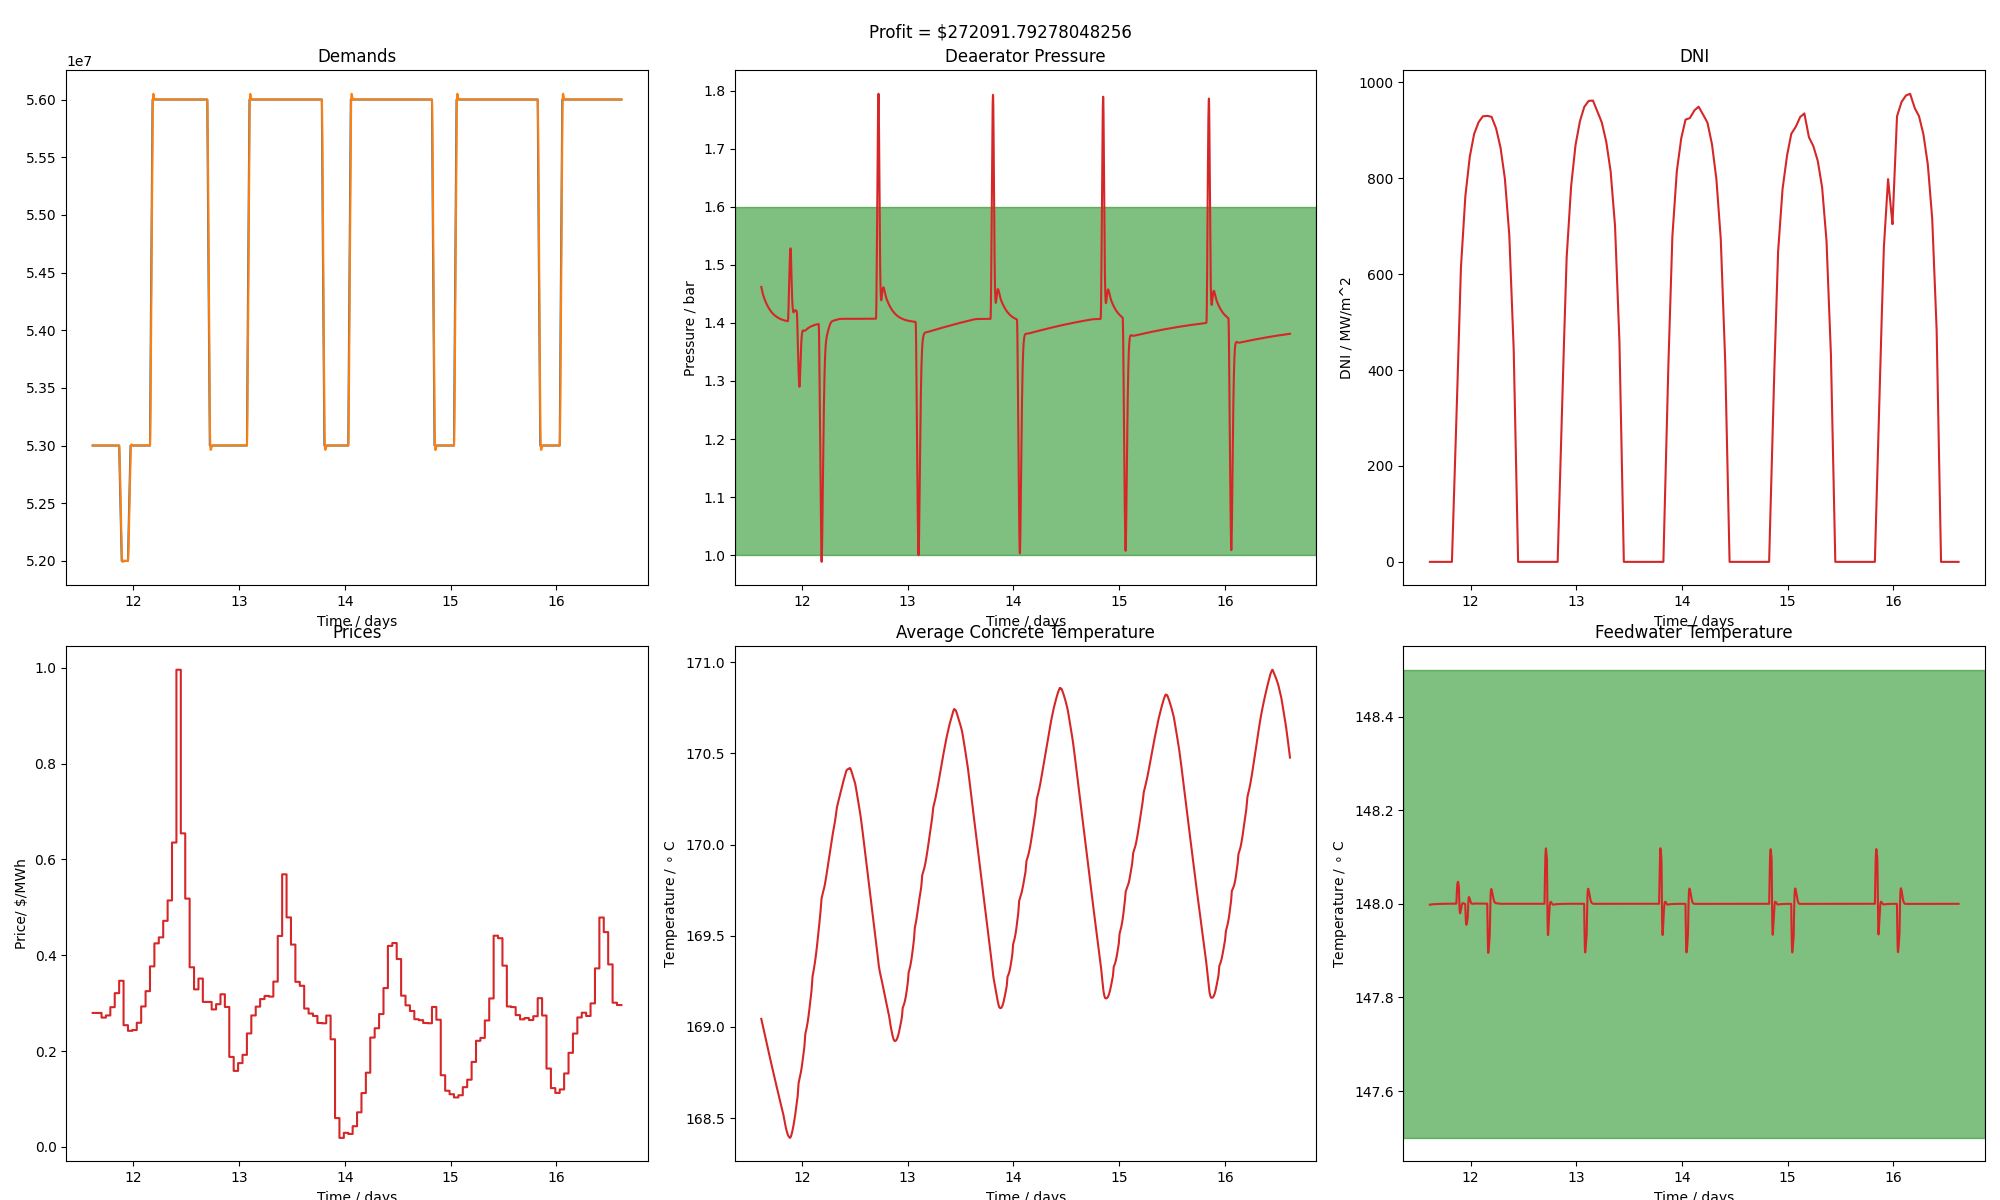 Profit = $272091.79278048256
Demands
1e7
5.60
5.55
5.50
5.45
5.40
5.35
5.30
5.25
5.20
12 13 14 15 16
Time / days
Deaerator Pressure
Pressure / bar
1.8
1.7
1.6
1.5
1.4
1.3
1.2
1.1
1.0
12 13 14 15 16
Time / days
DNI
DNI / MW/m^2
1000
800
600
400
200
0
12 13 14 15 16
Time / days
Prices
Price/ $/MWh
1.0
0.8
0.6
0.4
0.2
0.0
12 13 14 15 16
Time / days
Average Concrete Temperature
Temperature / ∘ C
171.0
170.5
170.0
169.5
169.0
168.5
12 13 14 15 16
Time / days
Feedwater Temperature
Temperature / ∘ C
148.4
148.2
148.0
147.8
147.6
12 13 14 15 16
Time / days